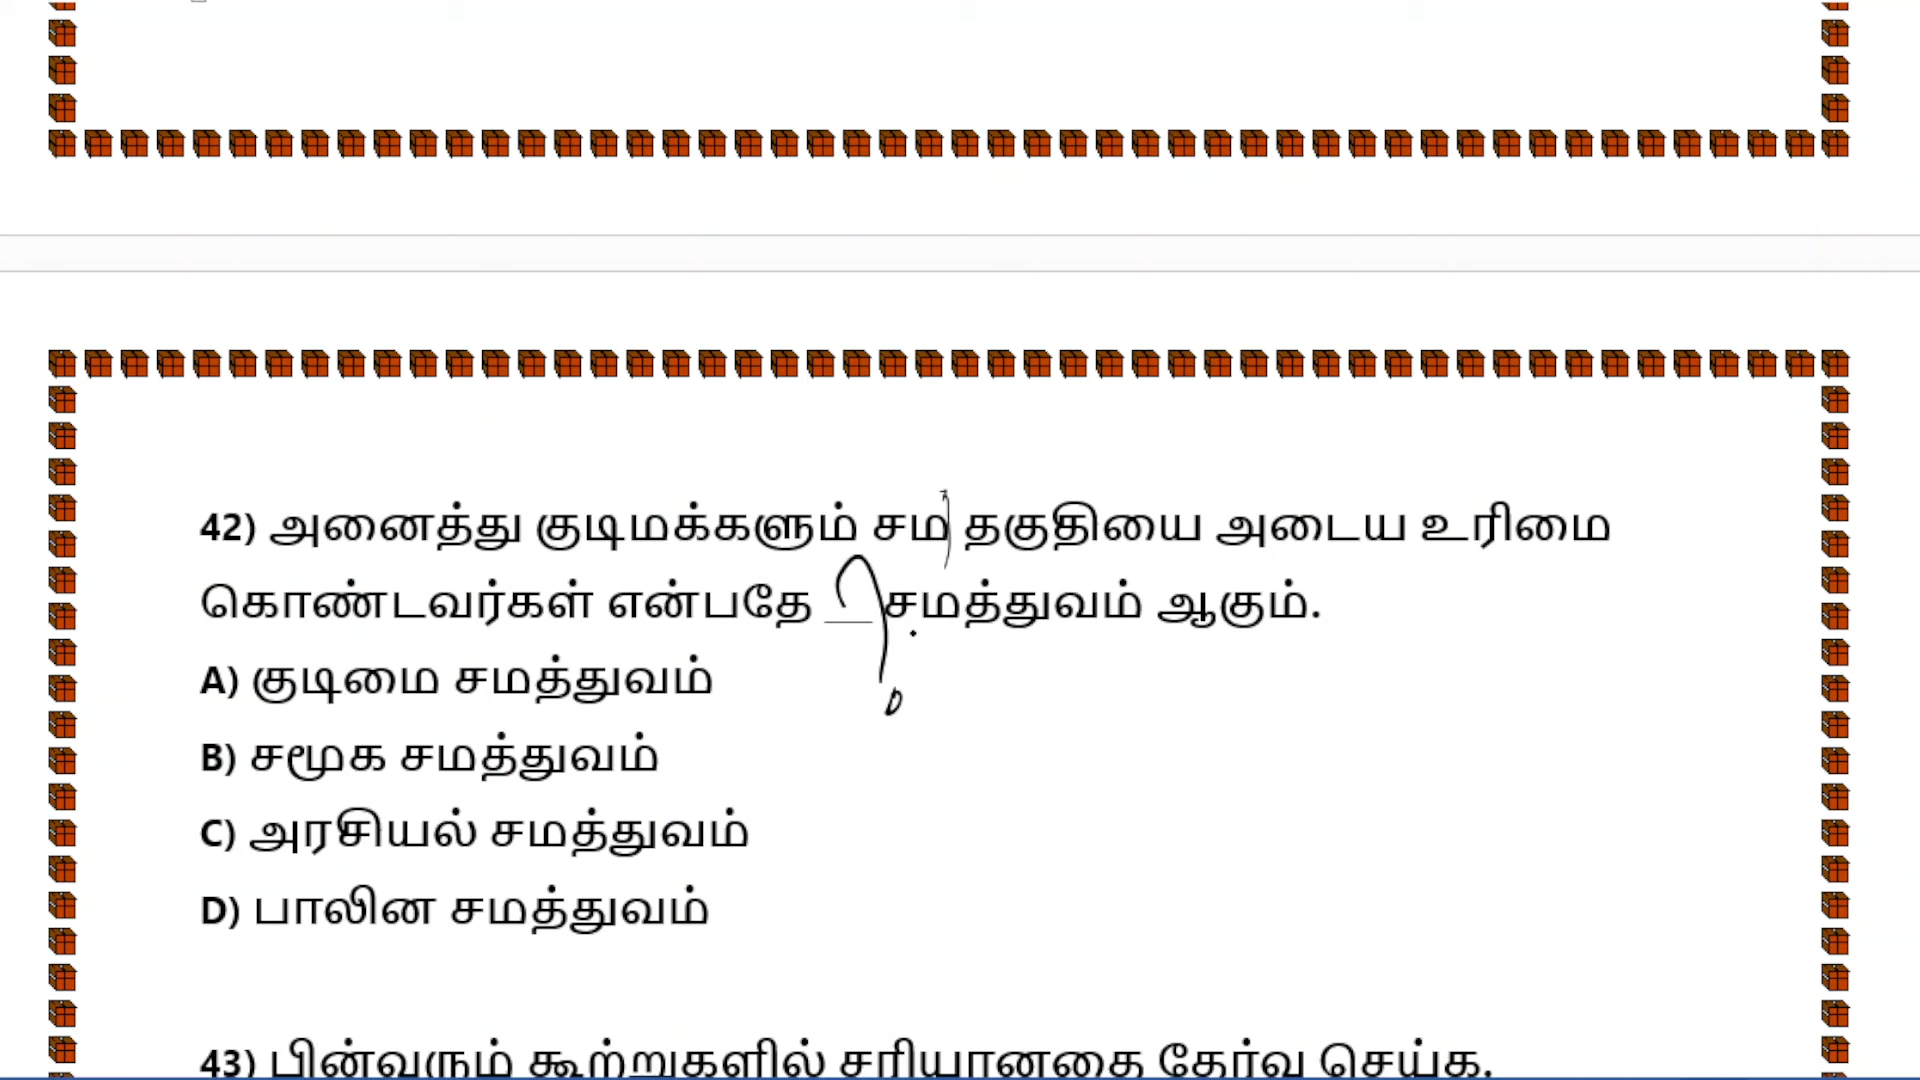 42) அனைத்து குடிமக்களும் சம தகுதியை அடைய உரிமை
கொண்டவர்கள் என்பதே __ சமத்துவம் ஆகும்.
A) குடிமை சமத்துவம்
B) சமூக சமத்துவம்
C) அரசியல் சமத்துவம்
D) பாலின சமத்துவம்
43) பின்வரும் கூற்றுகளில் சரியானதை தேர்வு செய்க.